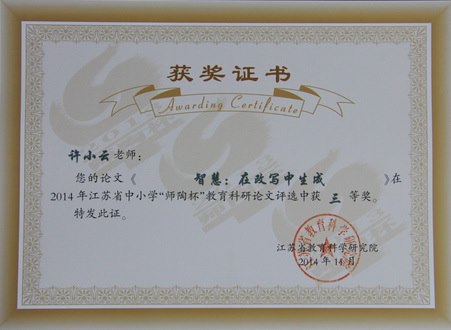 获奖证书
Awarding Certificate
许小云老师：
您的论文《 智慧：在改写中生成 》在
2014年江苏省中小学“师陶杯”教育科研论文评选中获 三 等奖。
特发此证。
江苏省教育科学研究院
2014年11月